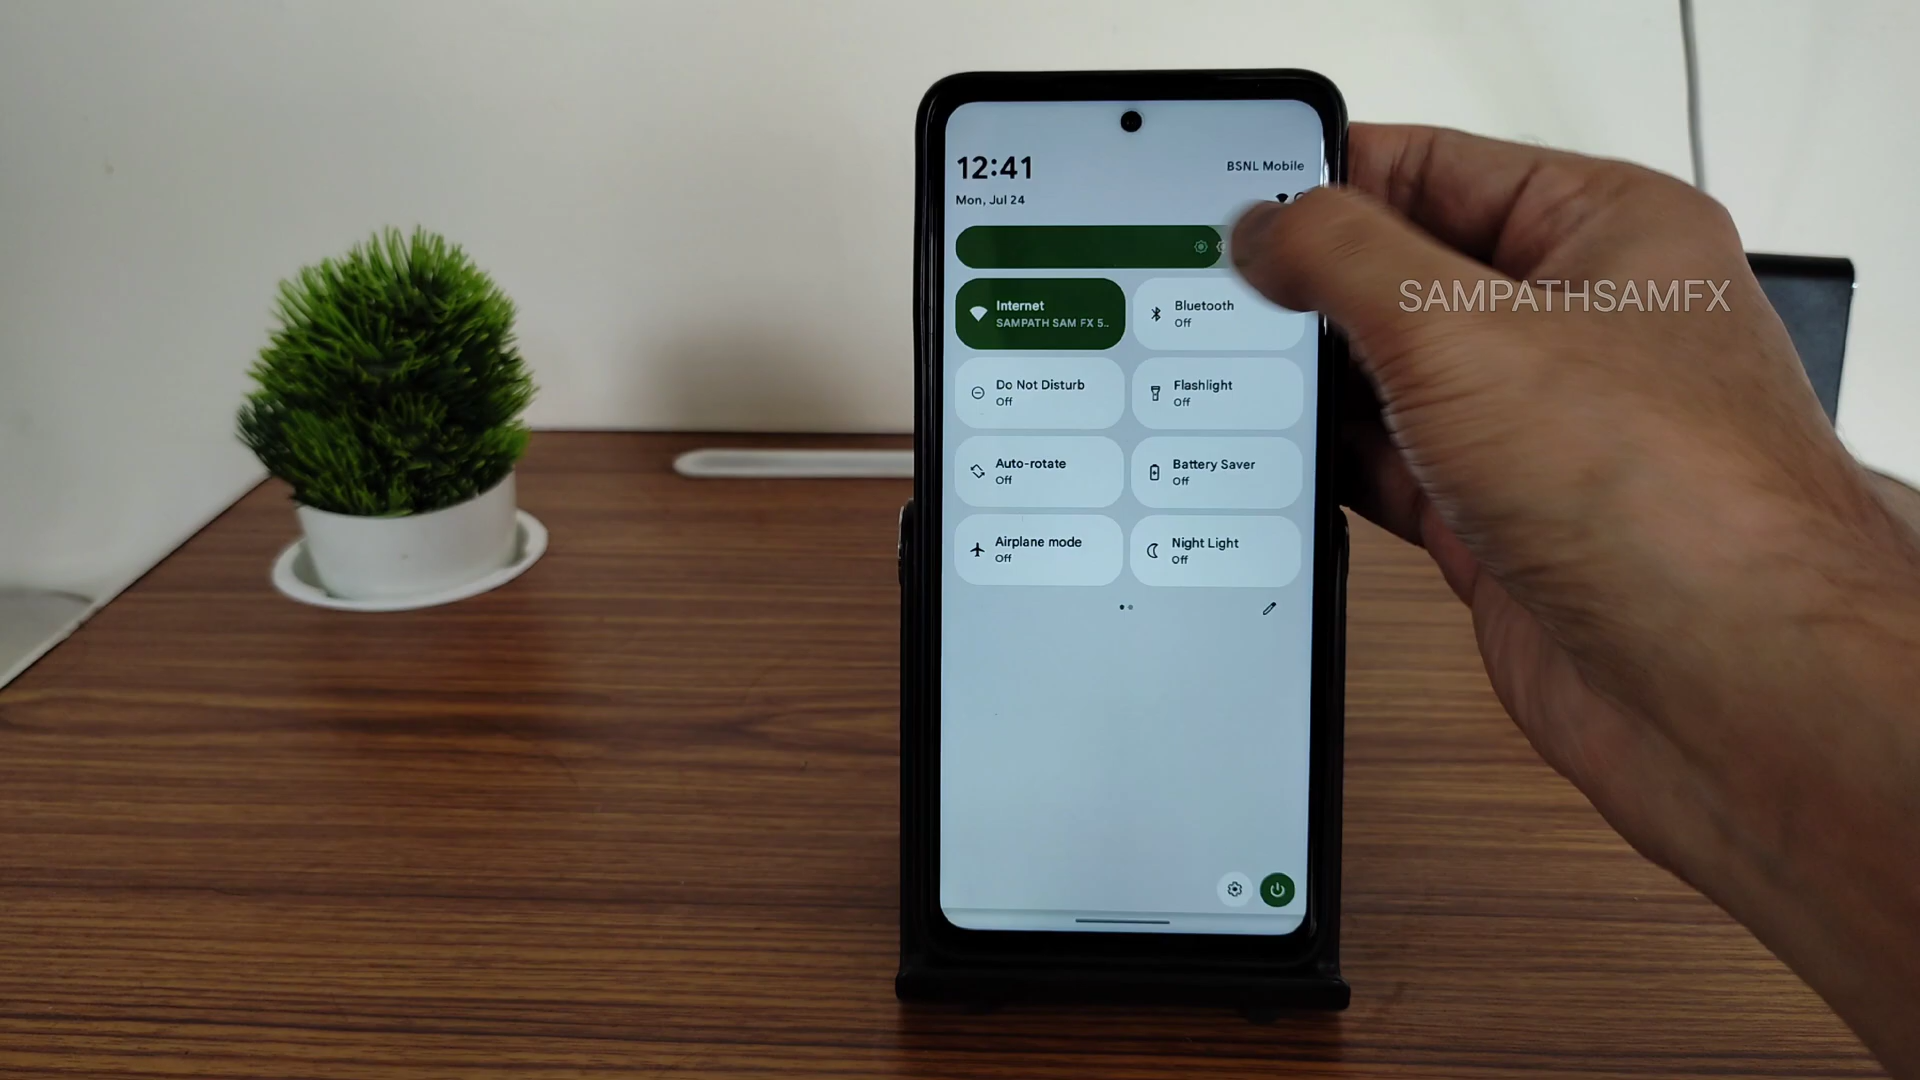 12:41
BSNL Mobile
Mon, Jul 24
Internet
SAMPATH SAM FX 5..
Bluetooth
Off
Do Not Disturb
Off
Flashlight
Off
Auto-rotate
Off
Battery Saver
Off
Airplane mode
Off
Night Light
Off
SAMPATHSAMFX